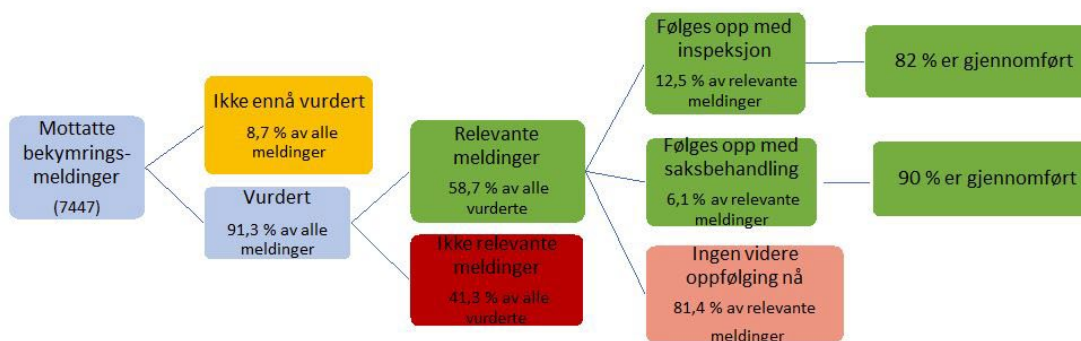 Mottatte
bekymrings-
meldinger
(7447)
Ikke ennå vurdert
8,7 % av alle
meldinger
Vurdert
91,3 % av alle
meldinger
Relevante
meldinger
58,7 % av alle
vurderte
Ikke relevante
meldinger
41,3 % av alle
vurderte
Følges opp med
inspeksjon
12,5 % av relevante
meldinger
82 % er gjennomført
Følges opp med
saksbehandling
6,1 % av relevante
meldinger
90 % er gjennomført
Ingen videre
oppfølging nå
81,4 % av relevante
meldinger